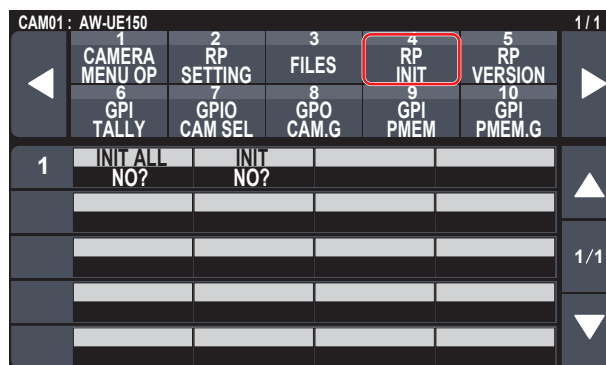 CAM01 : AW-UE150 1 / 1
1 2 3 4 5
CAMERA MENU OP RP SETTING FILES RP INIT RP VERSION
6 7 8 9 10
GPI TALLY GPIO CAM SEL GPO CAM.G GPI PMEM GPI PMEM.G
1 INIT ALL INIT
NO? NO?
1/1